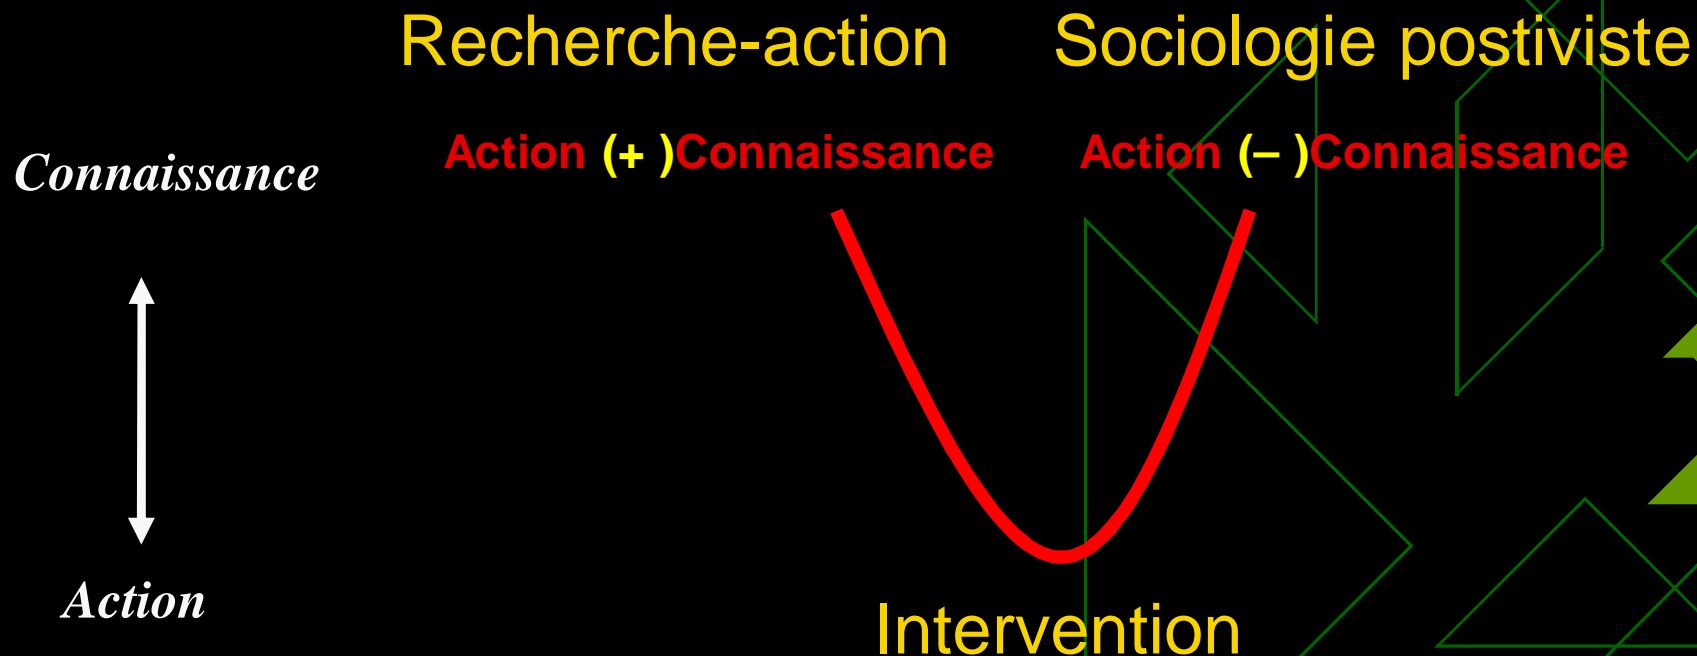 Recherche-action
Sociologie postiviste
Action (+ )Connaissance
Action (– )Connaissance
Connaissance
Action
Intervention